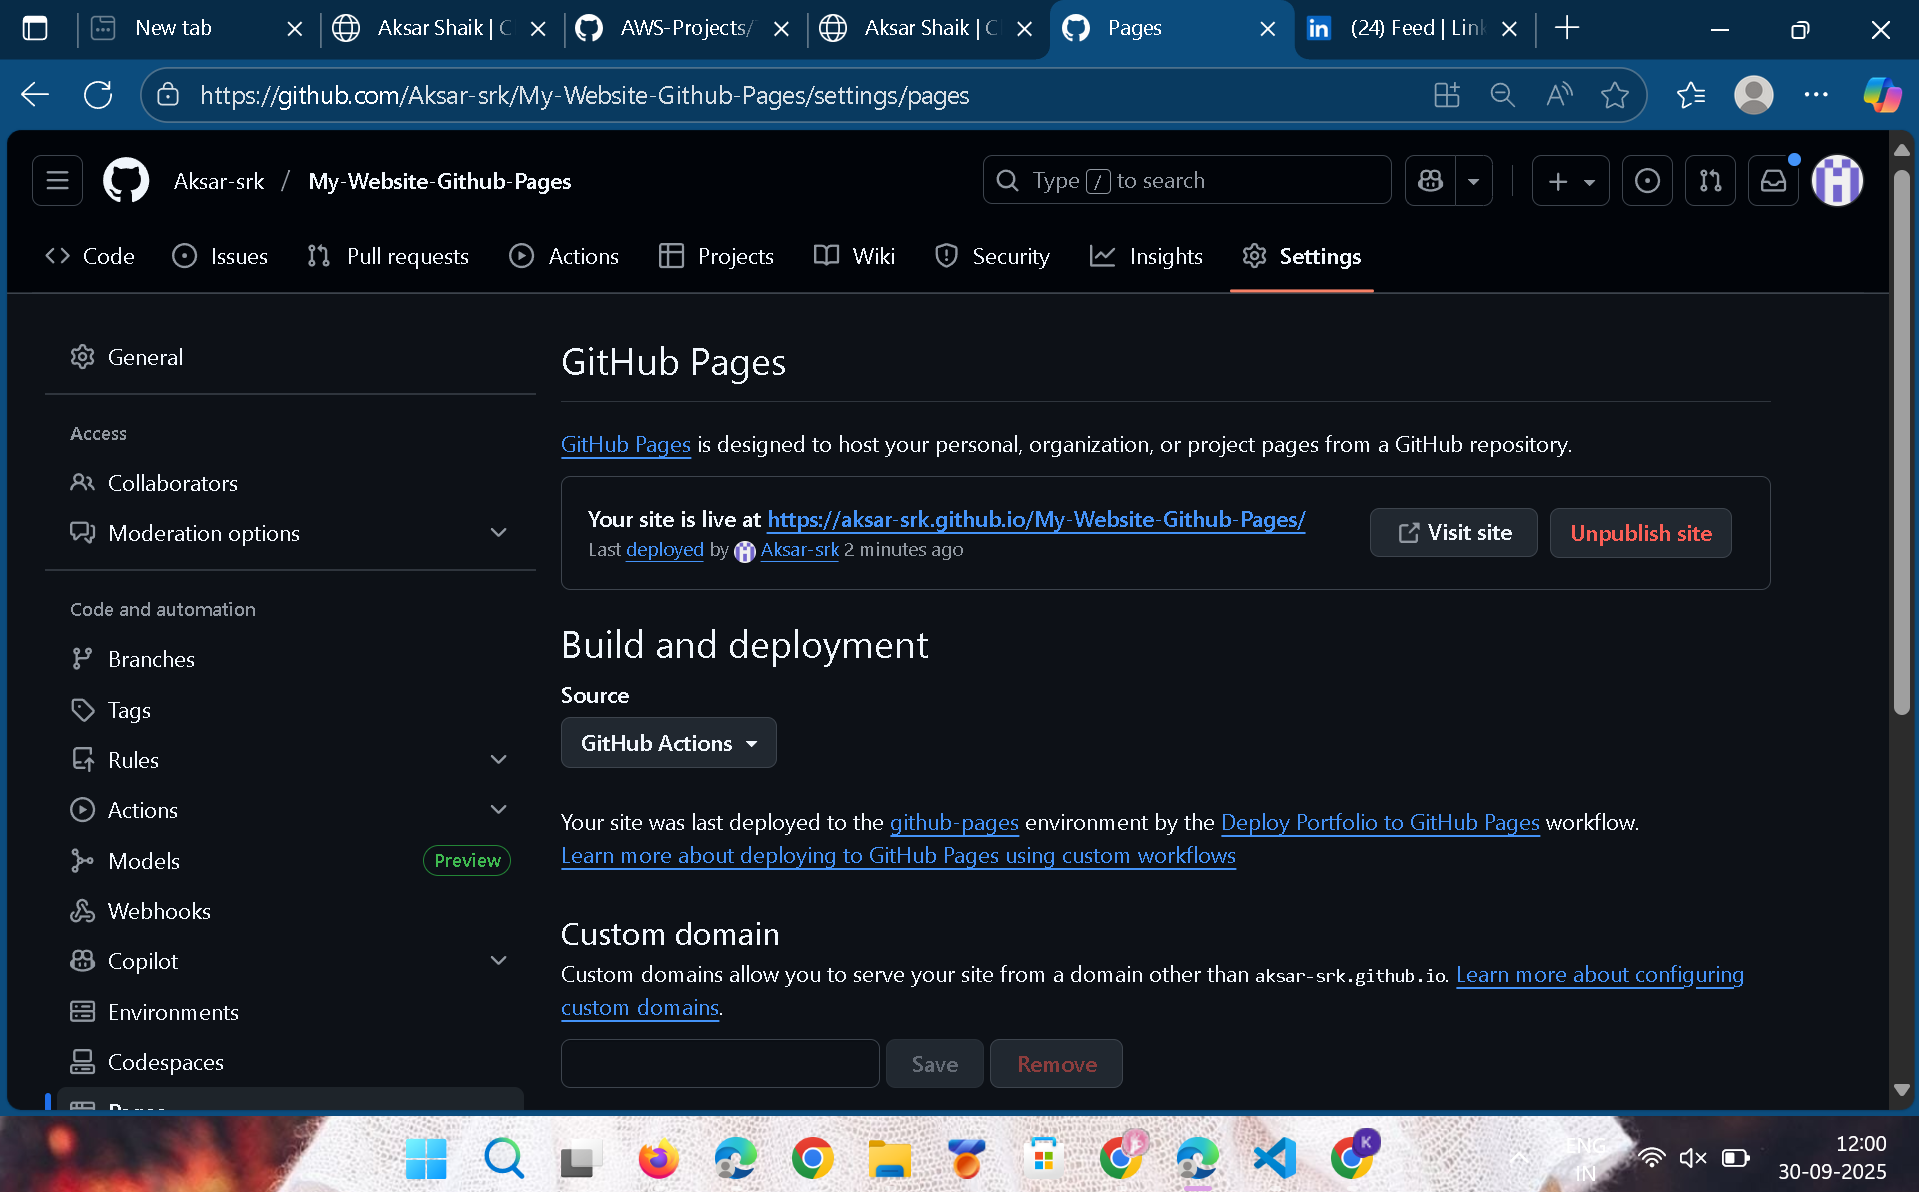 New tab
Aksar Shaik | C
AWS-Projects/
Aksar Shaik | C
Pages
(24) Feed | Link
https://github.com/Aksar-srk/My-Website-Github-Pages/settings/pages
Aksar-srk / My-Website-Github-Pages
Type / to search
Code
Issues
Pull requests
Actions
Projects
Wiki
Security
Insights
Settings
General
Access
Collaborators
Moderation options
Code and automation
Branches
Tags
Rules
Actions
Models
Preview
Webhooks
Copilot
Environments
Codespaces
Pages
GitHub Pages
GitHub Pages is designed to host your personal, organization, or project pages from a GitHub repository.
Your site is live at https://aksar-srk.github.io/My-Website-Github-Pages/
Last deployed by Aksar-srk 2 minutes ago
Visit site
Unpublish site
Build and deployment
Source
GitHub Actions
Your site was last deployed to the github-pages environment by the Deploy Portfolio to GitHub Pages workflow.
Learn more about deploying to GitHub Pages using custom workflows
Custom domain
Custom domains allow you to serve your site from a domain other than aksar-srk.github.io. Learn more about configuring
custom domains.
Save
Remove
K
ENG
IN
12:00
30-09-2025